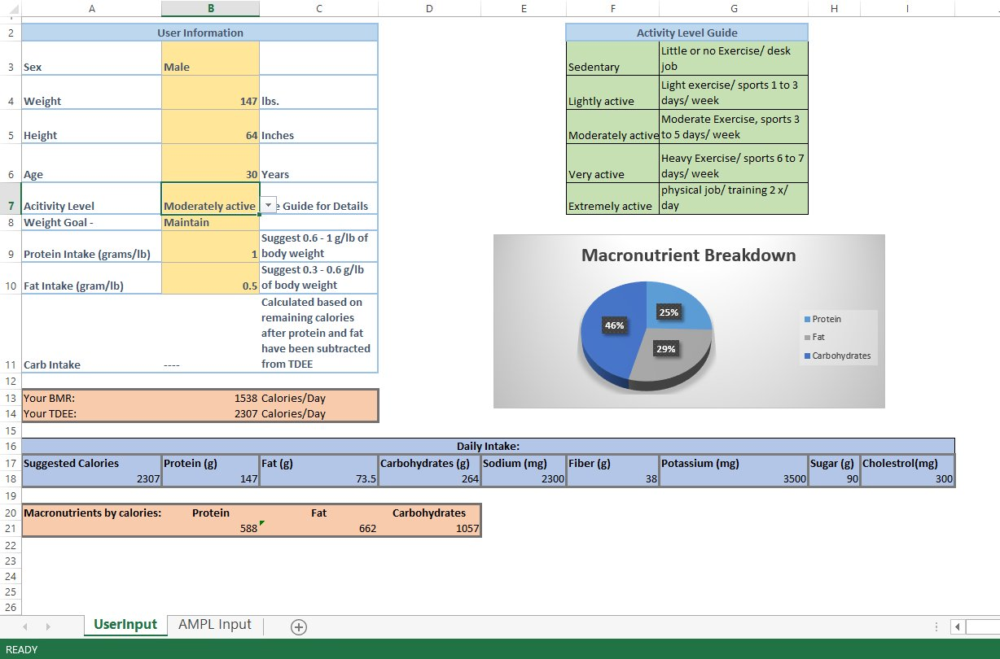 A B C D E F G H I
2 User Information Activity Level Guide
3 Sex Male Sedentary Little or no Exercise/ desk
job
4 Weight 147 lbs. Lightly active Light exercise/ sports 1 to 3
days/ week
5 Height 64 Inches Moderately active Moderate Exercise, sports 3
to 5 days/ week
6 Age 30 Years Very active Heavy Exercise/ sports 6 to 7
days/ week
7 Acitivity Level Moderately active e Guide for Details Extremely active physical job/ training 2 x/
day
8 Weight Goal - Maintain
9 Protein Intake (grams/lb) 1 Suggest 0.6 - 1 g/lb of
body weight
10 Fat Intake (gram/lb) 0.5 Suggest 0.3 - 0.6 g/lb
of body weight
11 Carb Intake ---- Calculated based on
remaining calories
after protein and fat
have been subtracted
from TDEE
Macronutrient Breakdown
25%
46%
29%
Protein
Fat
Carbohydrates
12
13 Your BMR: 1538 Calories/Day
14 Your TDEE: 2307 Calories/Day
15
16 Daily Intake:
17 Suggested Calories Protein (g) Fat (g) Carbohydrates (g) Sodium (mg) Fiber (g) Potassium (mg) Sugar (g) Cholestrol(mg)
18 2307 147 73.5 264 2300 38 3500 90 300
19
20 Macronutrients by calories: Protein Fat Carbohydrates
21 588 662 1057
22
23
24
25
26
UserInput AMPL Input
READY